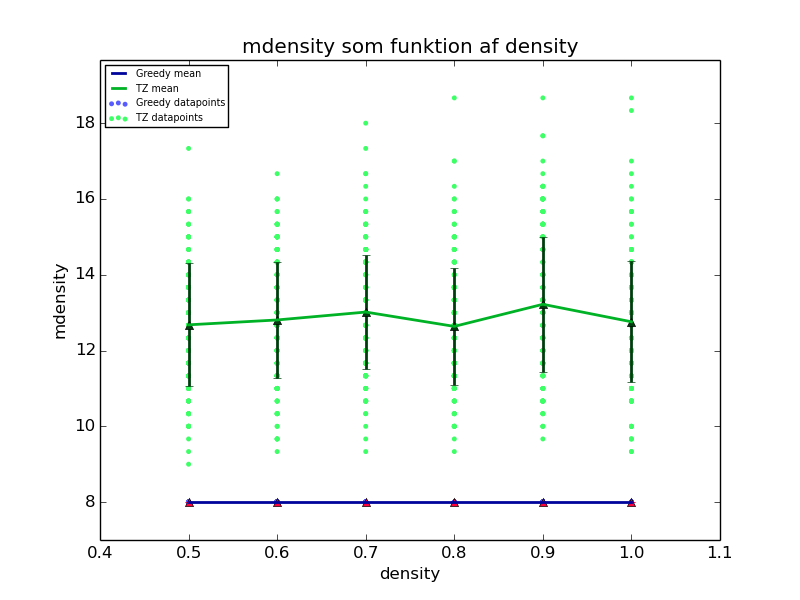 mdensity som funktion af density
Greedy mean
TZ mean
Greedy datapoints
TZ datapoints
18
16
14
12
10
8
mdensity
0.4 0.5 0.6 0.7 0.8 0.9 1.0 1.1
density